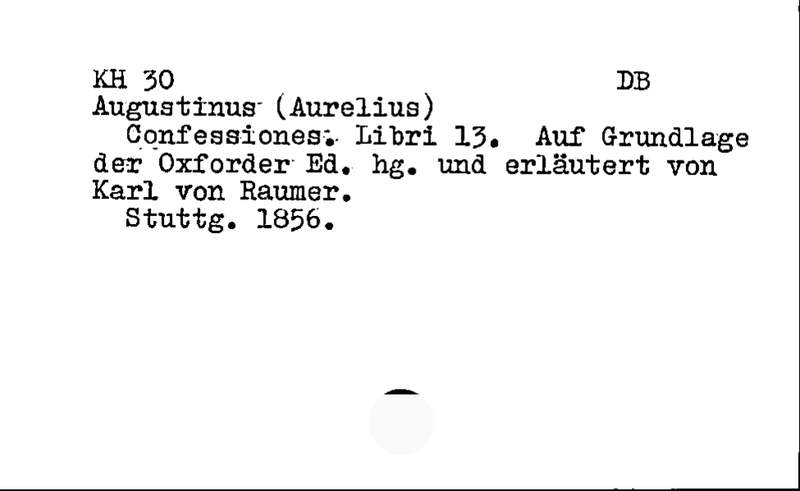 KH 30 DB
Augustinus (Aurelius)
Confessiones. Libri 13. Auf Grundlage
der Oxforder Ed. hg. und erläutert von
Karl von Raumer.
Stuttg. 1856.